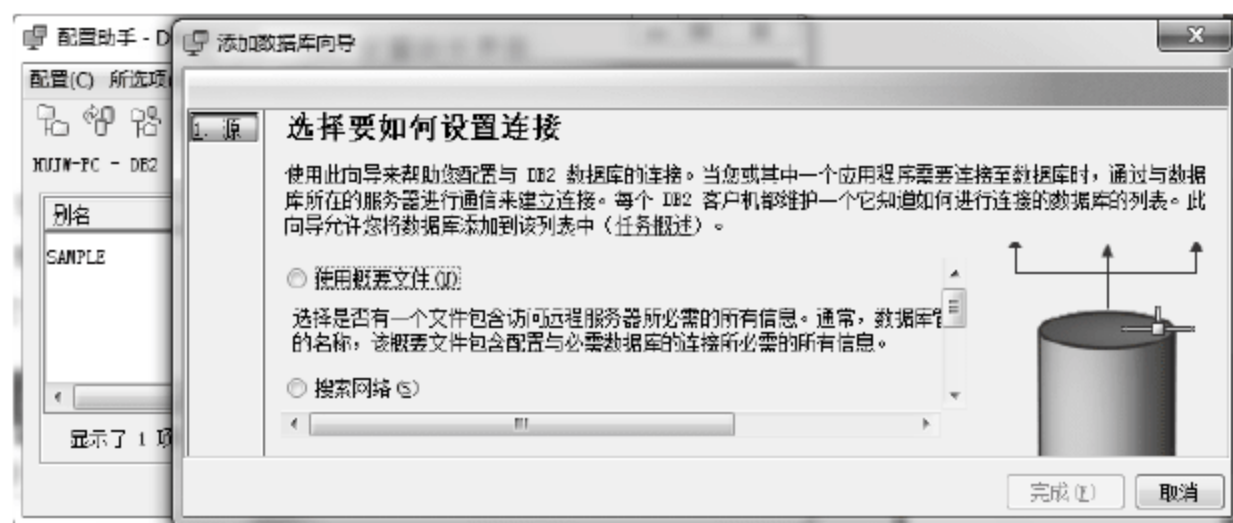 配置助手 - D
添加数据库向导
配置(C) 所选项
1. 源
选择要如何设置连接
使用此向导来帮助您配置与 DB2 数据库的连接。当您或其中一个应用程序需要连接至数据库时，通过与数据
库所在的服务器进行通信来建立连接。每个 DB2 客户机都维护一个它知道如何进行连接的数据库的列表。此
向导允许您将数据库添加到该列表中（任务概述）。
- DB2
别名
SAMPLE
使用概要文件(U)
选择是否有一个文件包含访问远程服务器所必需的所有信息。通常，数据库管
的名称，该概要文件包含配置与必需数据库的连接所必需的所有信息。
搜索网络(S)
显示了 1 项
完成(F)
取消